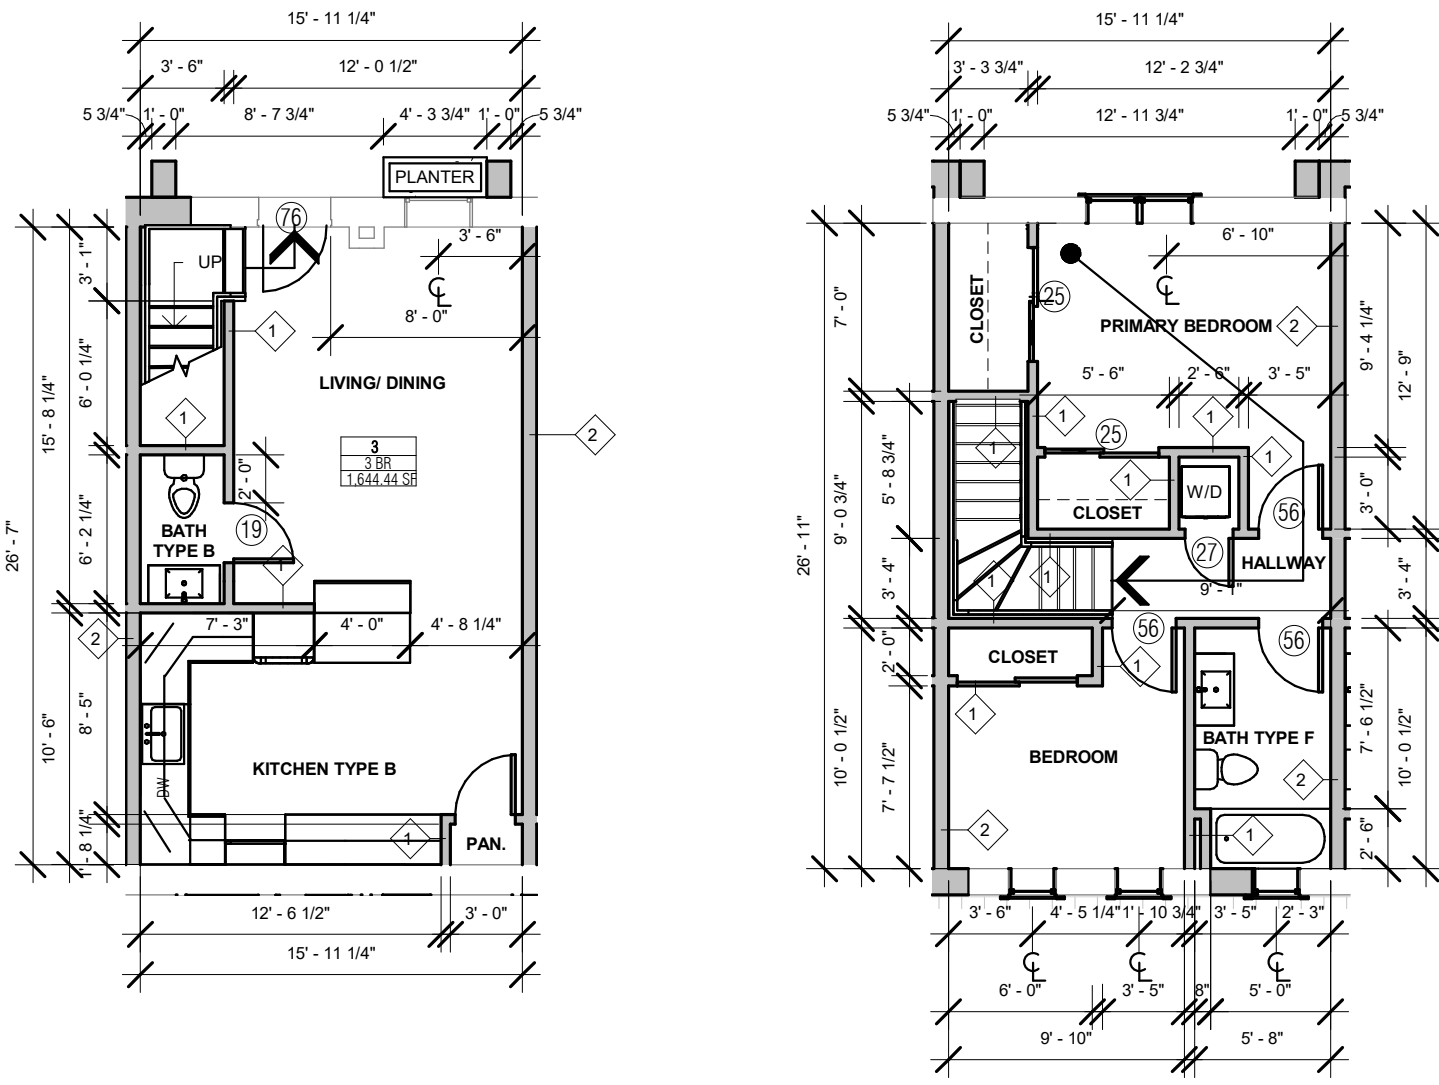 15' - 11 1/4"
3' - 6"
12' - 0 1/2"
5 3/4"
1' - 0"
8' - 7 3/4"
4' - 3 3/4"
1' - 0"
5 3/4"
PLANTER
76
3' - 6"
CL
8' - 0"
UP
3' - 1"
1
6' - 0 1/4"
15' - 8 1/4"
LIVING/ DINING
1
2
3
3 BR
1,644.44 SF
2' - 0"
19
BATH
TYPE B
6' - 2 1/4"
26' - 7"
1
2
7' - 3"
4' - 0"
4' - 8 1/4"
8' - 5"
10' - 6"
DW
KITCHEN TYPE B
1
PAN.
1' - 8 1/4"
12' - 6 1/2"
3' - 0"
15' - 11 1/4"
15' - 11 1/4"
3' - 3 3/4"
12' - 2 3/4"
5 3/4"
1' - 0"
12' - 11 3/4"
1' - 0"
5 3/4"
6' - 10"
CL
CLOSET
25
7' - 0"
PRIMARY BEDROOM
2
9' - 4 1/4"
12' - 9"
5' - 6"
2' - 6"
3' - 5"
1
1
25
1
1
5' - 8 3/4"
9' - 0 3/4"
1
W/D
CLOSET
56
3' - 0"
26' - 11"
27
HALLWAY
1
1
3' - 4"
9' - 1"
3' - 4"
56
56
CLOSET
2' - 0"
1
1
7' - 6 1/2"
BATH TYPE F
BEDROOM
10' - 0 1/2"
7' - 7 1/2"
10' - 0 1/2"
2
2
1
2' - 6"
3' - 6"
4' - 5 1/4"
1' - 10 3/4"
3' - 5"
2' - 3"
CL
CL
CL
6' - 0"
3' - 5"
8"
5' - 0"
9' - 10"
5' - 8"